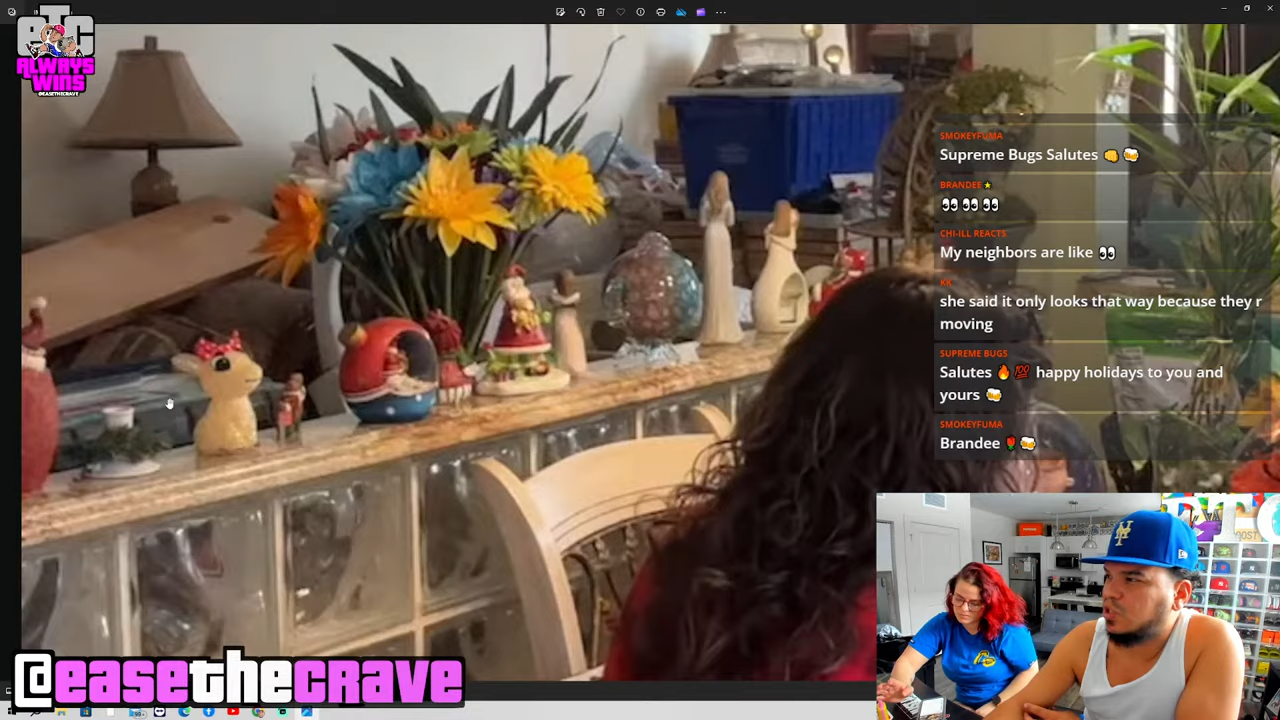 ETC
ALWAYS
WINS
@EASETHECRAVE
SMOKEYFUMA
Supreme Bugs Salutes 👊 🍻
BRANDEE⭐
👀 👀 👀
CHI-ILL REACTS
My neighbors are like 👀
KK
she said it only looks that way because they r
moving
SUPREME BUGS
Salutes 🔥💯 happy holidays to you and
yours 🍻
SMOKEYFUMA
Brandee 🌹🍻
@easethecrave